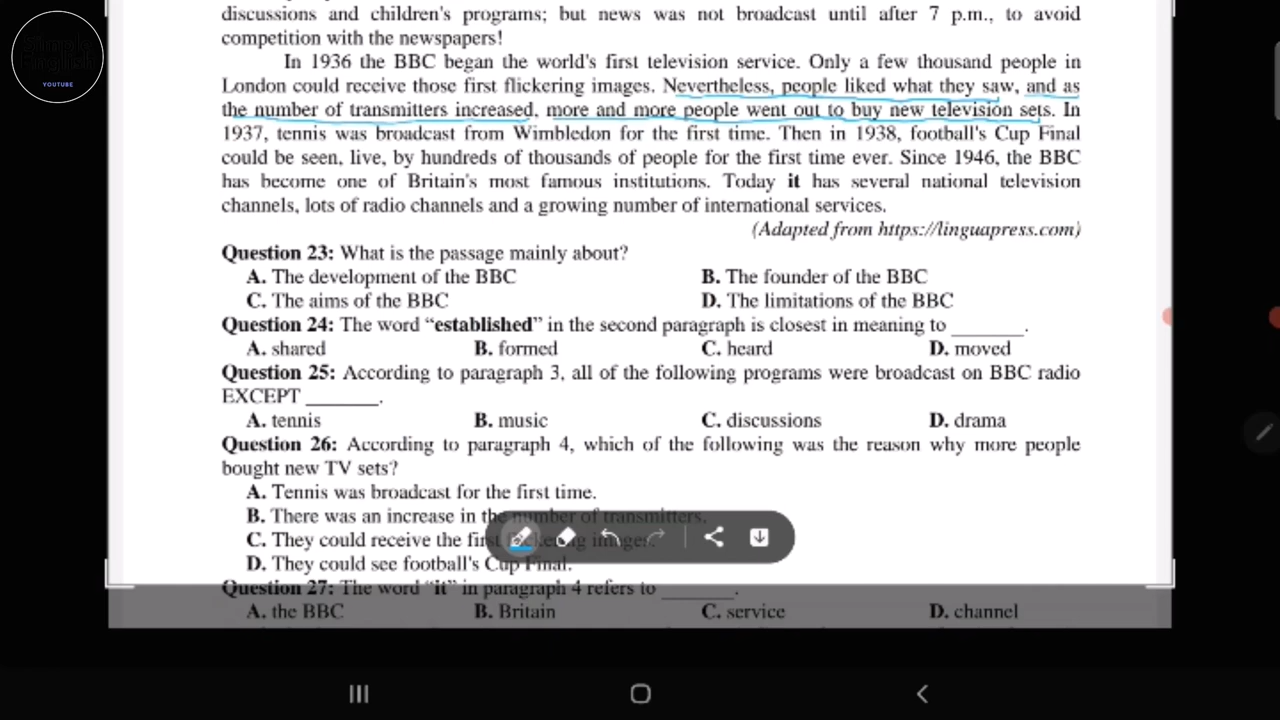 Simple
English
YOUTUBE
discussions and children's programs; but news was not broadcast until after 7 p.m., to avoid
competition with the newspapers!
In 1936 the BBC began the world's first television service. Only a few thousand people in
London could receive those first flickering images. Nevertheless, people liked what they saw, and as
the number of transmitters increased, more and more people went out to buy new television sets. In
1937, tennis was broadcast from Wimbledon for the first time. Then in 1938, football's Cup Final
could be seen, live, by hundreds of thousands of people for the first time ever. Since 1946, the BBC
has become one of Britain's most famous institutions. Today it has several national television
channels, lots of radio channels and a growing number of international services.
(Adapted from https://linguapress.com)
Question 23: What is the passage mainly about?
A. The development of the BBC B. The founder of the BBC
C. The aims of the BBC D. The limitations of the BBC
Question 24: The word “established” in the second paragraph is closest in meaning to _______.
A. shared B. formed C. heard D. moved
Question 25: According to paragraph 3, all of the following programs were broadcast on BBC radio
EXCEPT _______.
A. tennis B. music C. discussions D. drama
Question 26: According to paragraph 4, which of the following was the reason why more people
bought new TV sets?
A. Tennis was broadcast for the first time.
B. There was an increase in the number of transmitters.
C. They could receive the first flickering images.
D. They could see football's Cup Final.
Question 27: The word “it” in paragraph 4 refers to _______.
A. the BBC B. Britain C. service D. channel